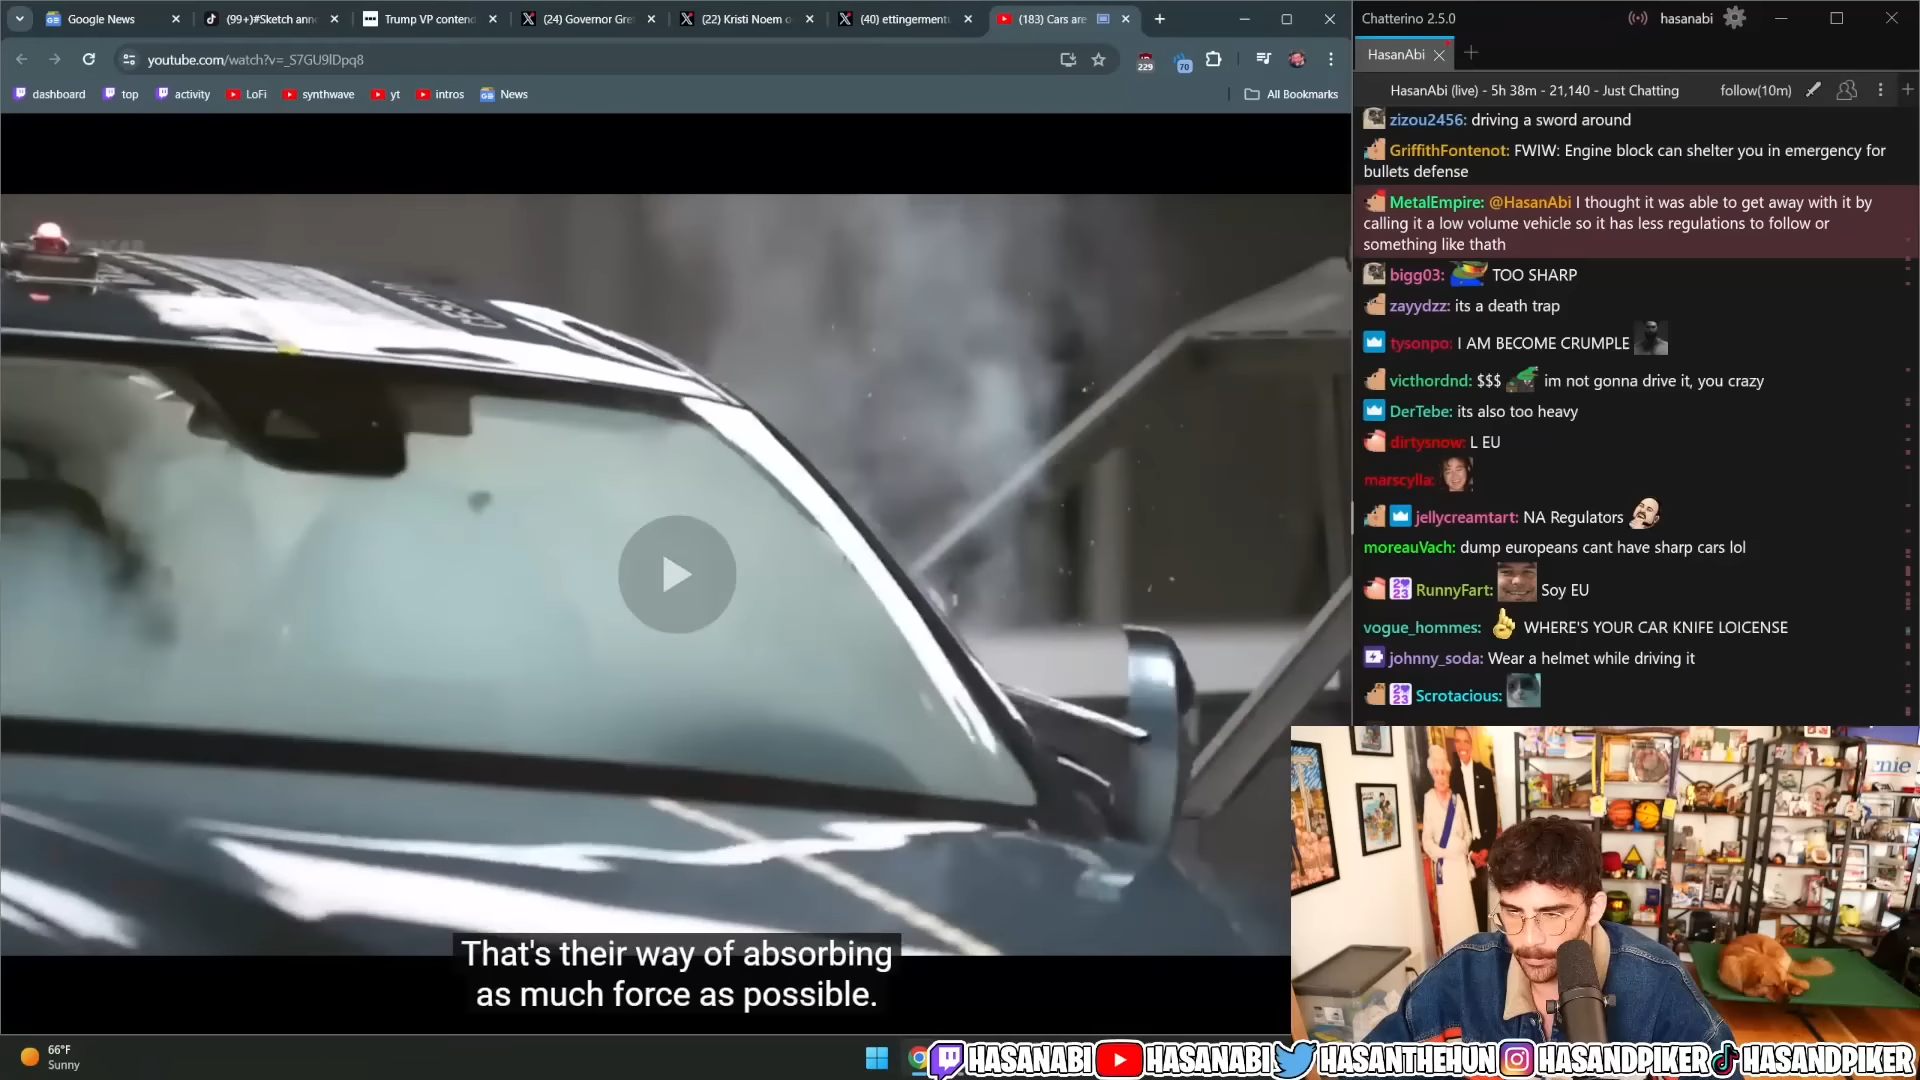 Google News
(99+)#Sketch ann
Trump VP contend
(24) Governor Gre
(22) Kristi Noem o
(40) ettingermentu
(183) Cars are
youtube.com/watch?v=_S7GU9lDpq8
229
70
dashboard
top
activity
LoFi
synthwave
yt
intros
News
All Bookmarks
That's their way of absorbing
as much force as possible.
66°F
Sunny
Chatterino 2.5.0
hasanabi
HasanAbi
HasanAbi (live) - 5h 38m - 21,140 - Just Chatting
follow(10m)
zizou2456: driving a sword around
GriffithFontenot: FWIW: Engine block can shelter you in emergency for
bullets defense
MetalEmpire: @HasanAbi I thought it was able to get away with it by
calling it a low volume vehicle so it has less regulations to follow or
something like thath
bigg03: TOO SHARP
zayydzz: its a death trap
tysonpo: I AM BECOME CRUMPLE
victhordnd: $$$ im not gonna drive it, you crazy
DerTebe: its also too heavy
dirtysnow: L EU
marscylla:
jellycreamtart: NA Regulators
moreauVach: dump europeans cant have sharp cars lol
RunnyFart: Soy EU
vogue_hommes: WHERE'S YOUR CAR KNIFE LOICENSE
johnny_soda: Wear a helmet while driving it
Scrotacious:
HASANABI
HASANABI
HASANTHEHUN
HASANDPIKER
HASANDPIKER